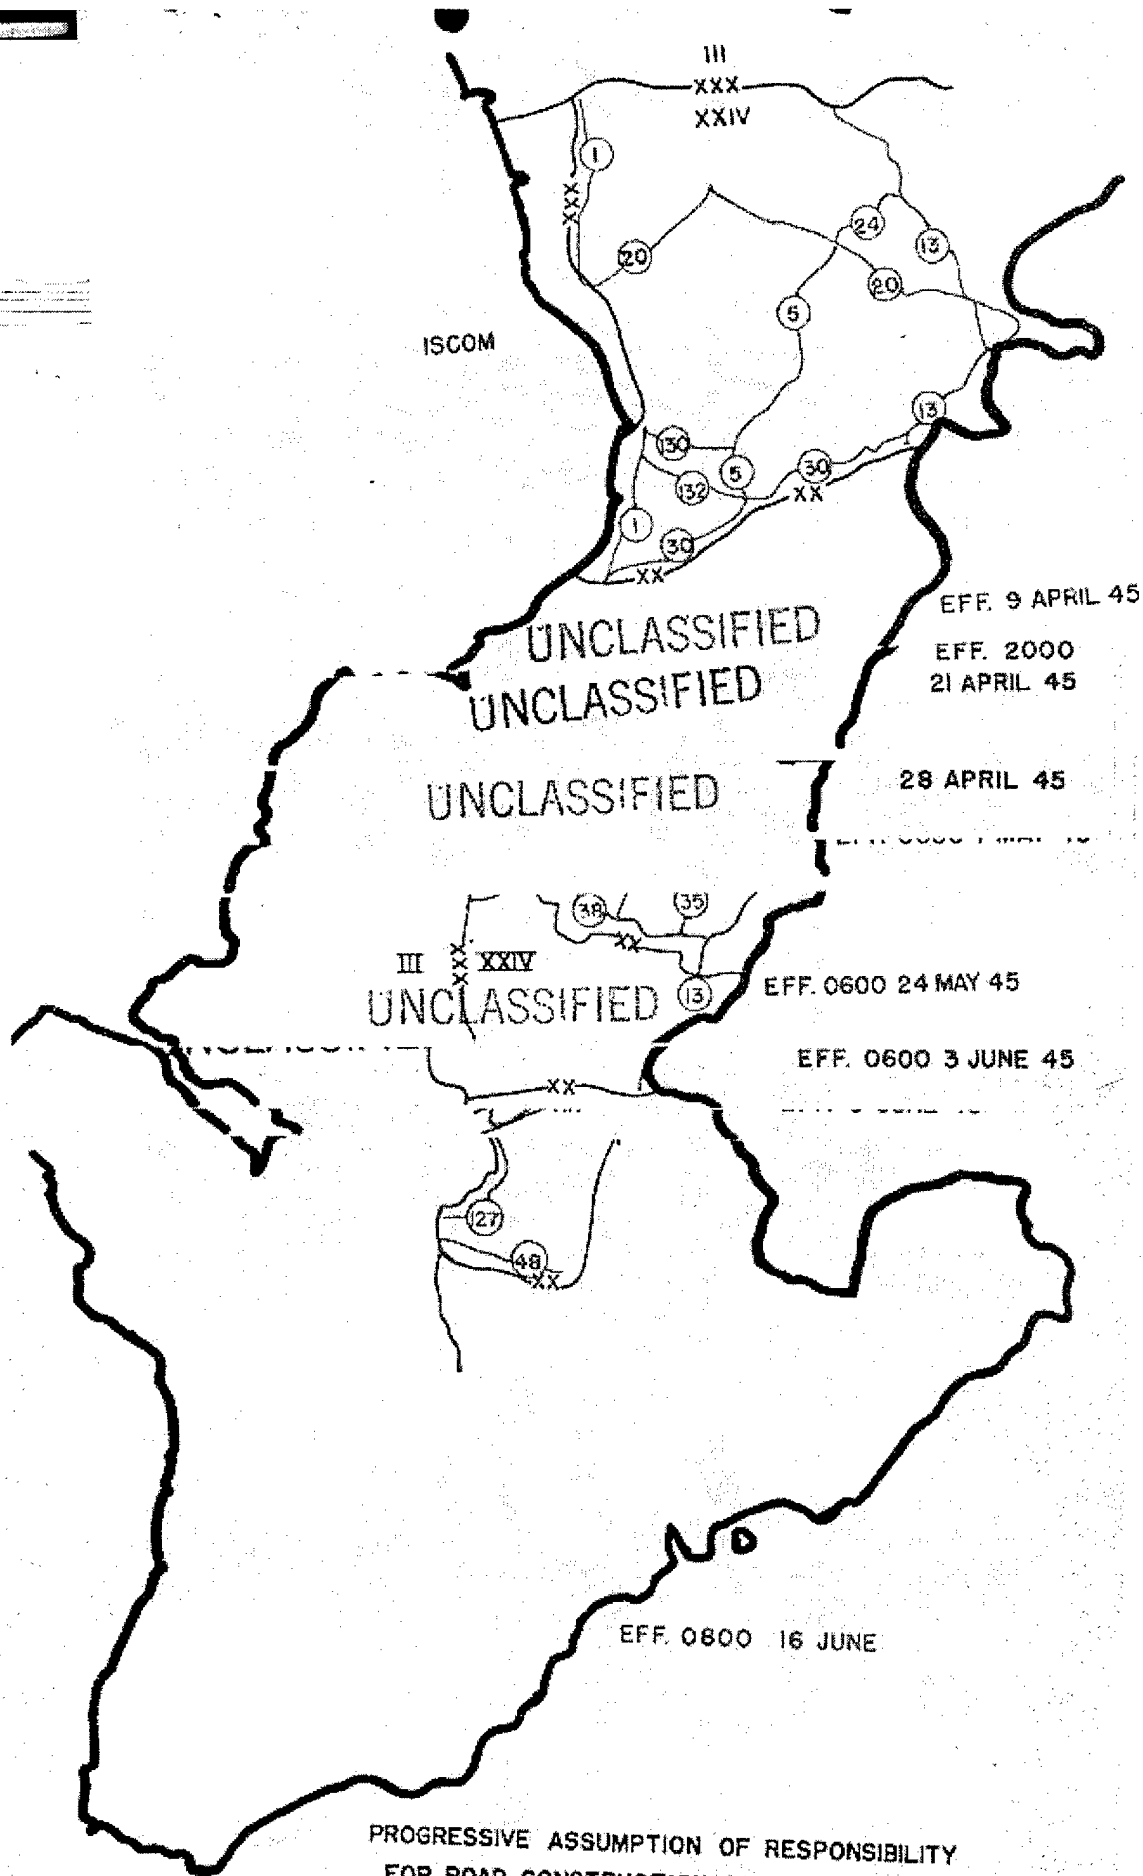 III
XXX
XXIV
1
XXX
24
13
20
20
5
ISCOM
13
130
5
30
132
XX
1
30
XX
EFF. 9 APRIL 45
UNCLASSIFIED
EFF. 2000
21 APRIL 45
UNCLASSIFIED
28 APRIL 45
UNCLASSIFIED
38
35
XX
III XXX XXIV
EFF. 0600 24 MAY 45
13
UNCLASSIFIED
EFF. 0600 3 JUNE 45
XX
127
48
XX
EFF. 0800 16 JUNE
PROGRESSIVE ASSUMPTION OF RESPONSIBILITY
FOR ROAD CONSTRUCTION